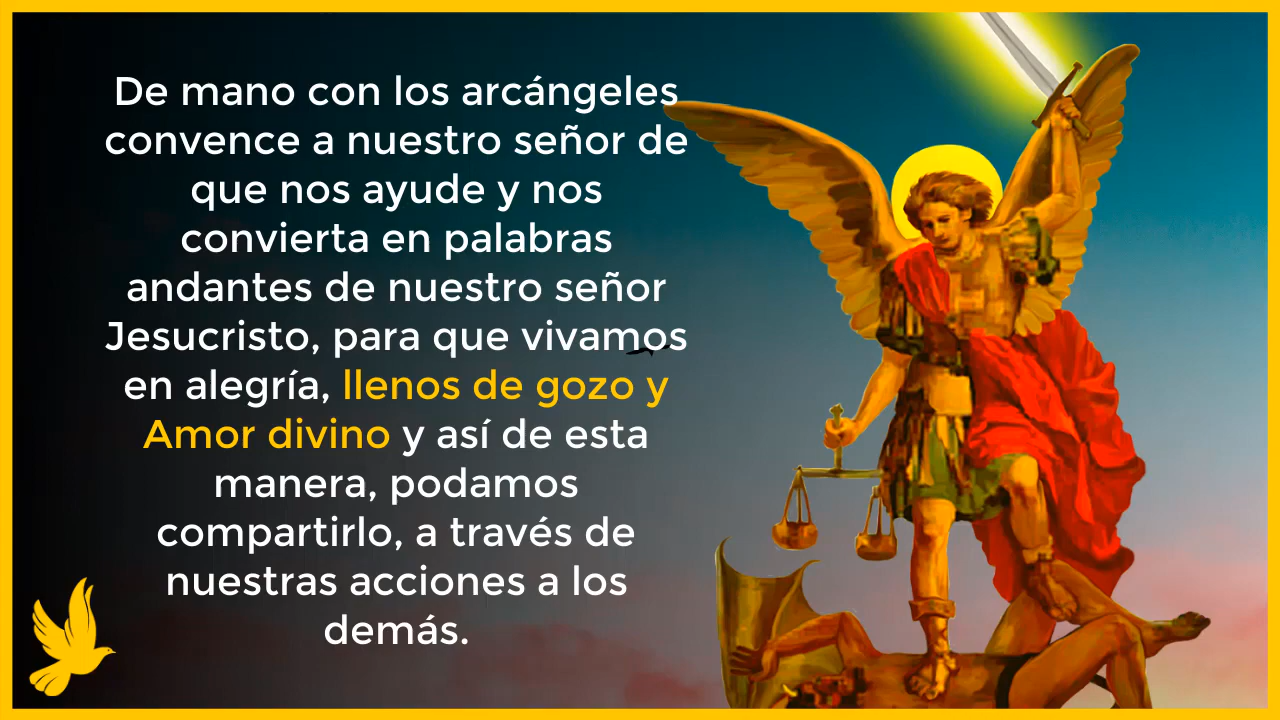 De mano con los arcángeles
convence a nuestro señor de
que nos ayude y nos
convierta en palabras
andantes de nuestro señor
Jesucristo, para que vivamos
en alegría, llenos de gozo y
Amor divino y así de esta
manera, podamos
compartirlo, a través de
nuestras acciones a los
demás.